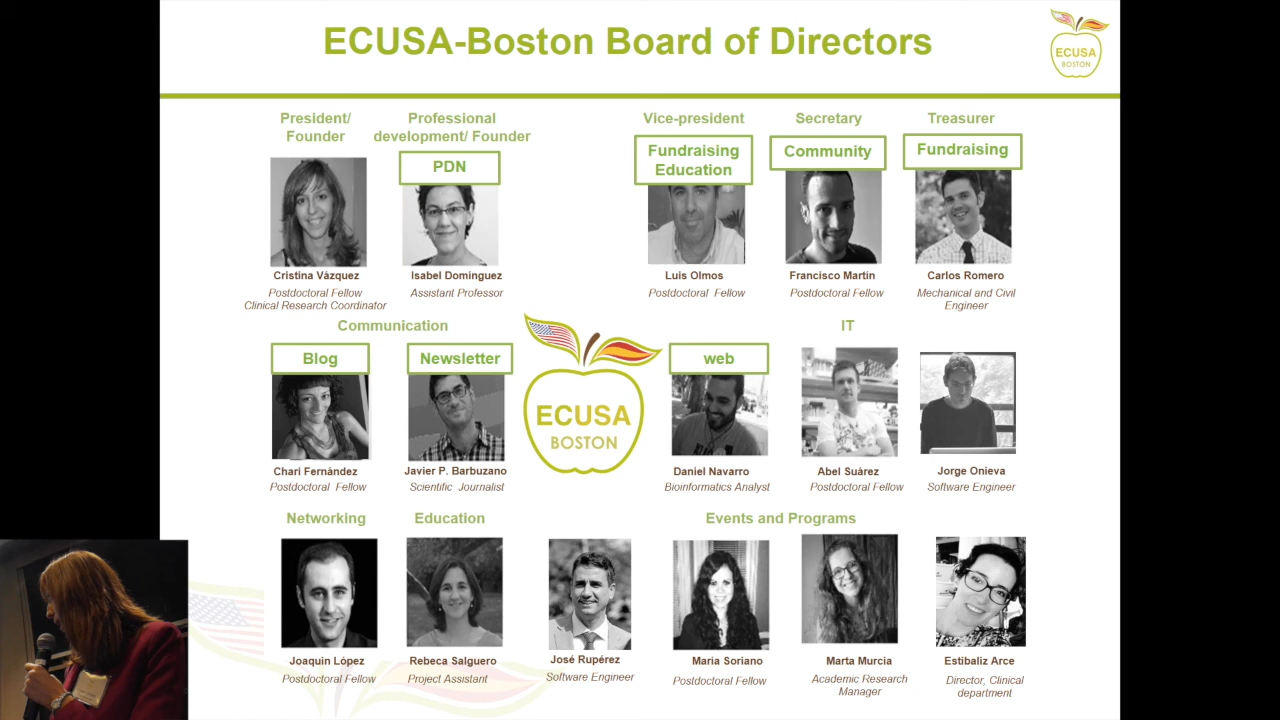 ECUSA-Boston Board of Directors
ECUSA
BOSTON
President/
Founder
Professional
development/ Founder
Vice-president
Secretary
Treasurer
PDN
Fundraising
Education
Community
Fundraising
Cristina Vázquez
Isabel Domínguez
Luis Olmos
Francisco Martín
Carlos Romero
Postdoctoral Fellow
Clinical Research Coordinator
Assistant Professor
Postdoctoral Fellow
Postdoctoral Fellow
Mechanical and Civil
Engineer
Communication
IT
Blog
Newsletter
web
ECUSA
BOSTON
Chari Fernández
Javier P. Barbuzano
Daniel Navarro
Abel Suárez
Jorge Onieva
Postdoctoral Fellow
Scientific Journalist
Bioinformatics Analyst
Postdoctoral Fellow
Software Engineer
Networking
Education
Events and Programs
Joaquin López
Rebeca Salguero
José Rupérez
Maria Soriano
Marta Murcia
Estibaliz Arce
Postdoctoral Fellow
Project Assistant
Software Engineer
Postdoctoral Fellow
Academic Research
Manager
Director, Clinical
department